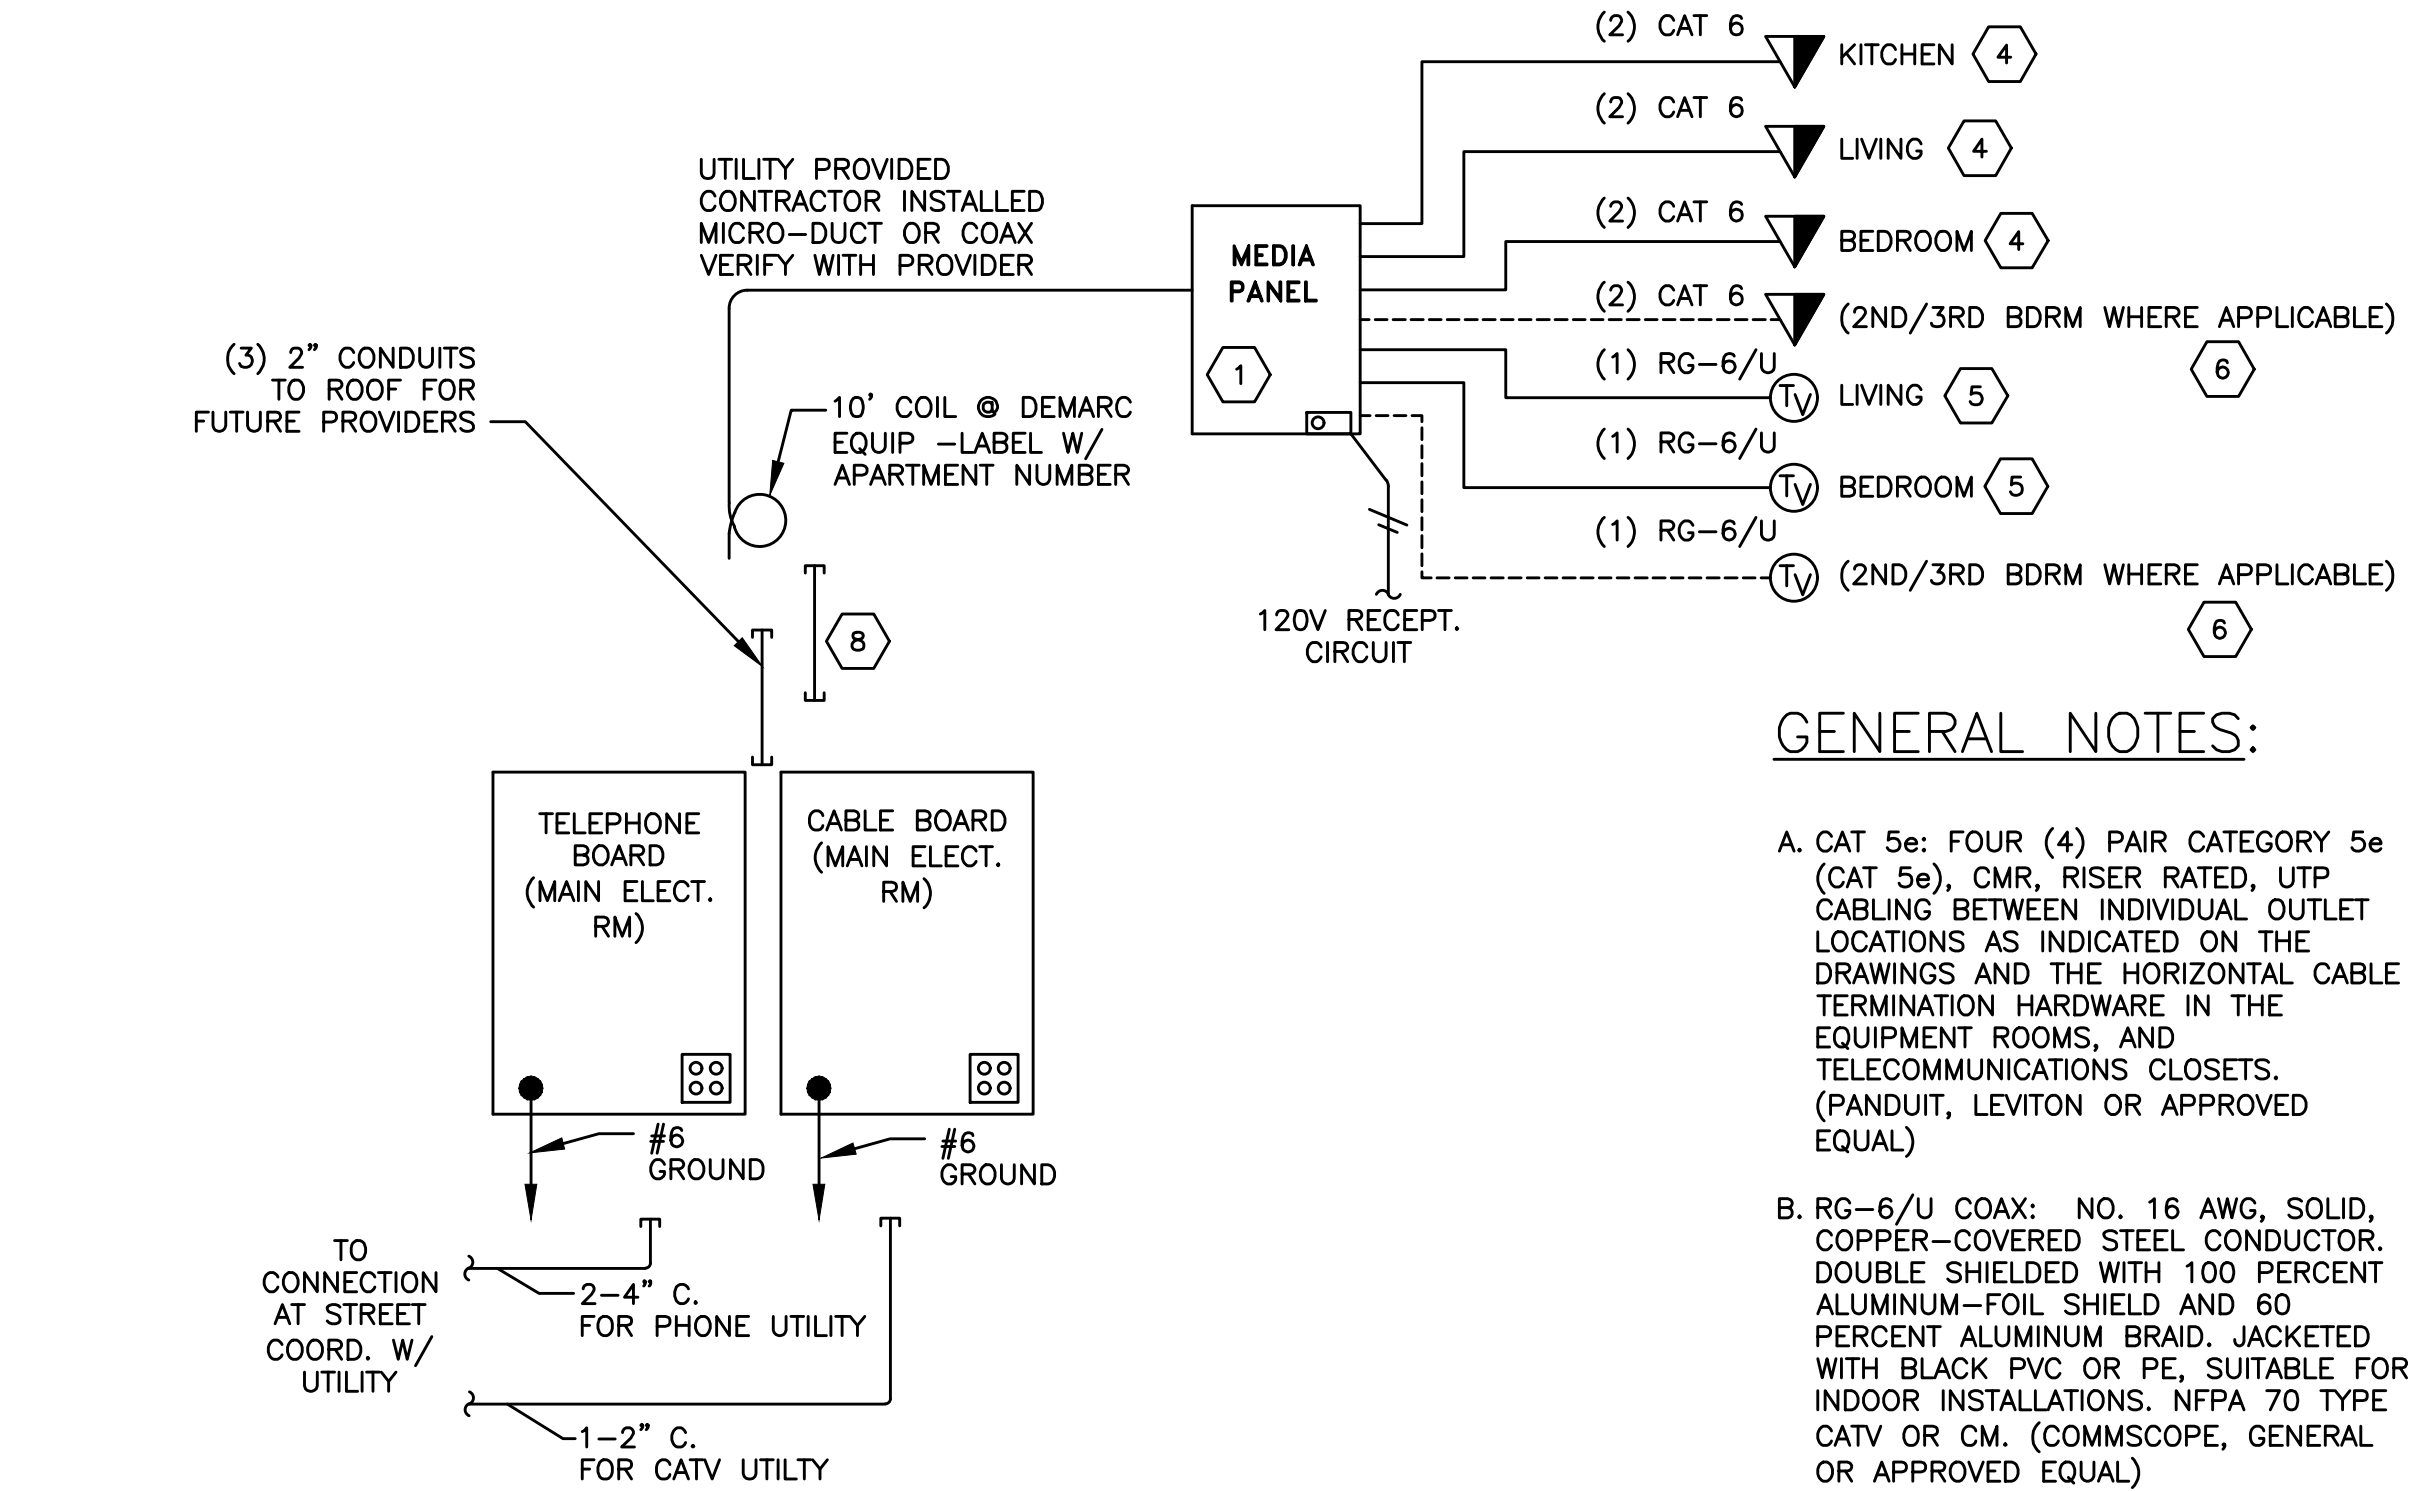 (2) CAT 6
KITCHEN 4
(2) CAT 6
LIVING 4
(2) CAT 6
BEDROOM 4
(2) CAT 6
(2ND/3RD BDRM WHERE APPLICABLE)
6
(1) RG-6/U
TV LIVING 5
(1) RG-6/U
TV BEDROOM 5
(1) RG-6/U
TV (2ND/3RD BDRM WHERE APPLICABLE)
6
UTILITY PROVIDED
CONTRACTOR INSTALLED
MICRO-DUCT OR COAX
VERIFY WITH PROVIDER
MEDIA
PANEL
1
120V RECEPT.
CIRCUIT
(3) 2" CONDUITS
TO ROOF FOR
FUTURE PROVIDERS
10' COIL @ DEMARC
EQUIP -LABEL W/
APARTMENT NUMBER
8
TELEPHONE
BOARD
(MAIN ELECT.
RM)
CABLE BOARD
(MAIN ELECT.
RM)
#6
GROUND
#6
GROUND
TO
CONNECTION
AT STREET
COORD. W/
UTILITY
2-4" C.
FOR PHONE UTILITY
1-2" C.
FOR CATV UTILTY
GENERAL NOTES:
A. CAT 5e: FOUR (4) PAIR CATEGORY 5e
(CAT 5e), CMR, RISER RATED, UTP
CABLING BETWEEN INDIVIDUAL OUTLET
LOCATIONS AS INDICATED ON THE
DRAWINGS AND THE HORIZONTAL CABLE
TERMINATION HARDWARE IN THE
EQUIPMENT ROOMS, AND
TELECOMMUNICATIONS CLOSETS.
(PANDUIT, LEVITON OR APPROVED
EQUAL)
B. RG-6/U COAX: NO. 16 AWG, SOLID,
COPPER-COVERED STEEL CONDUCTOR.
DOUBLE SHIELDED WITH 100 PERCENT
ALUMINUM-FOIL SHIELD AND 60
PERCENT ALUMINUM BRAID. JACKETED
WITH BLACK PVC OR PE, SUITABLE FOR
INDOOR INSTALLATIONS. NFPA 70 TYPE
CATV OR CM. (COMMSCOPE, GENERAL
OR APPROVED EQUAL)